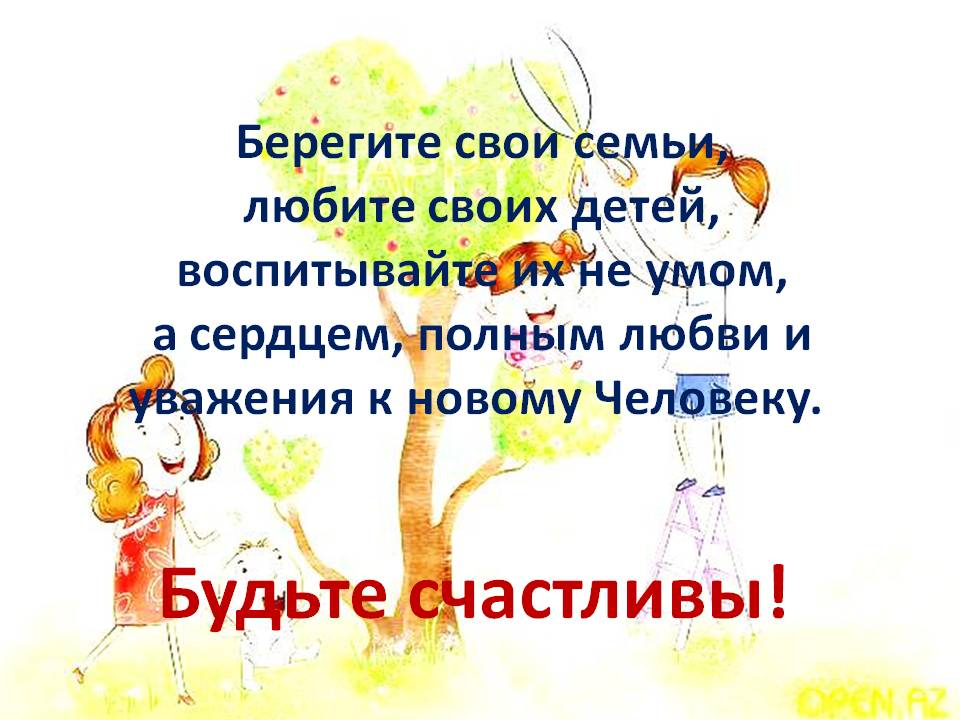 Берегите свои семьи,
любите своих детей,
воспитывайте их не умом,
а сердцем, полным любви и
уважения к новому Человеку.
Будьте счастливы!
OPEN.AZ